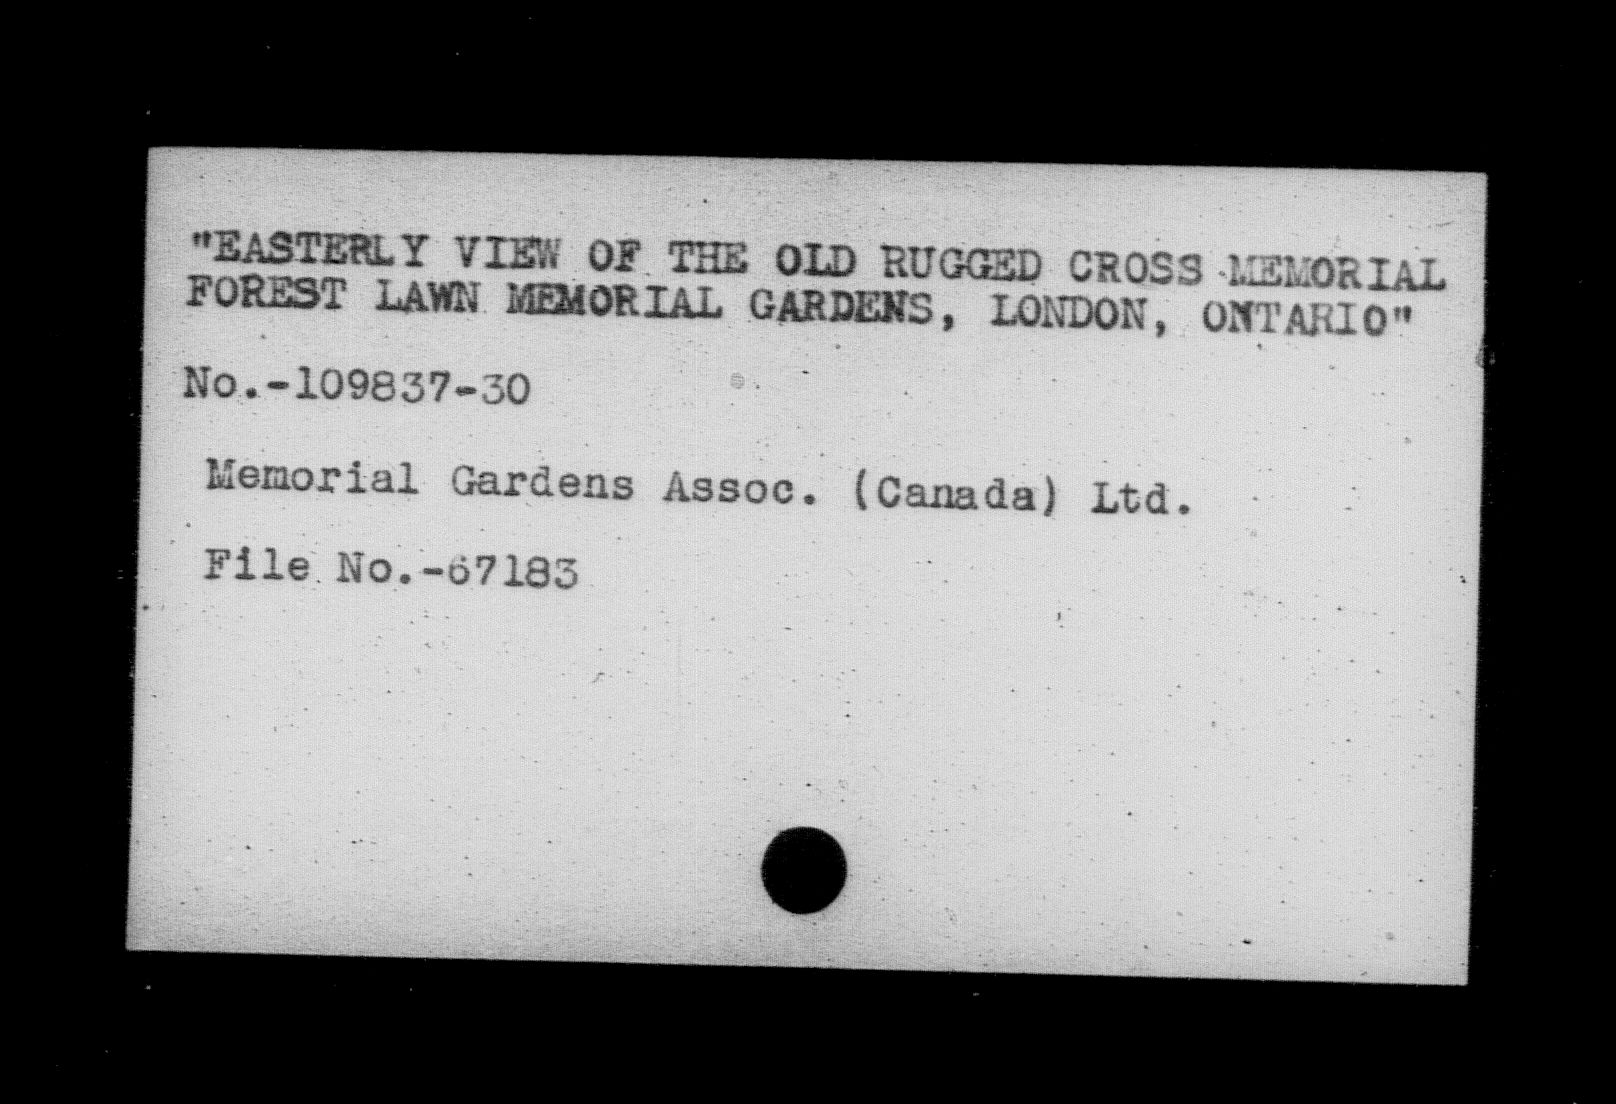 "EASTERLY VIEW OF THE OLD RUGGED CROSS MEMORIAL
FOREST LAWN MEMORIAL GARDENS, LONDON, ONTARIO"
No.-109837-30
Memorial Gardens Assoc. (Canada) Ltd.
File No.-67183